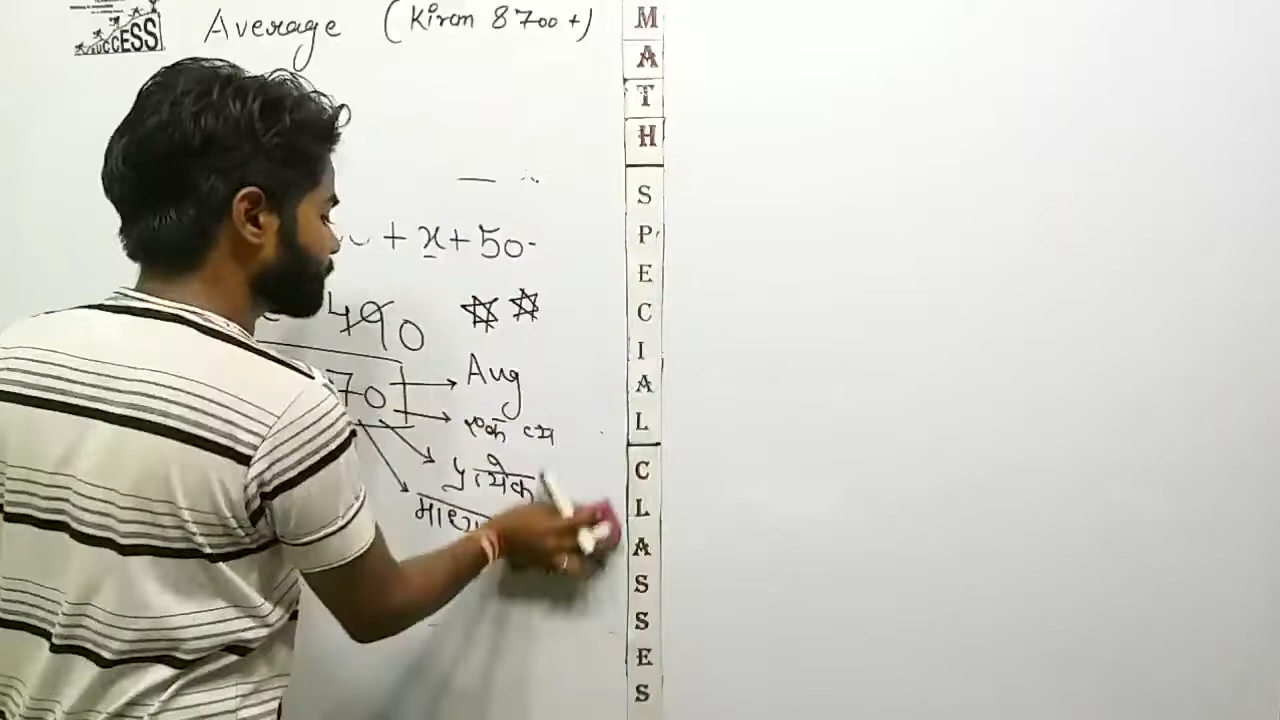 SUCCESS
Average (Kiran 8700+)
+ x + 50
490
70
Aug
एक
प्रत्येक
MATH SPECIAL CLASSES